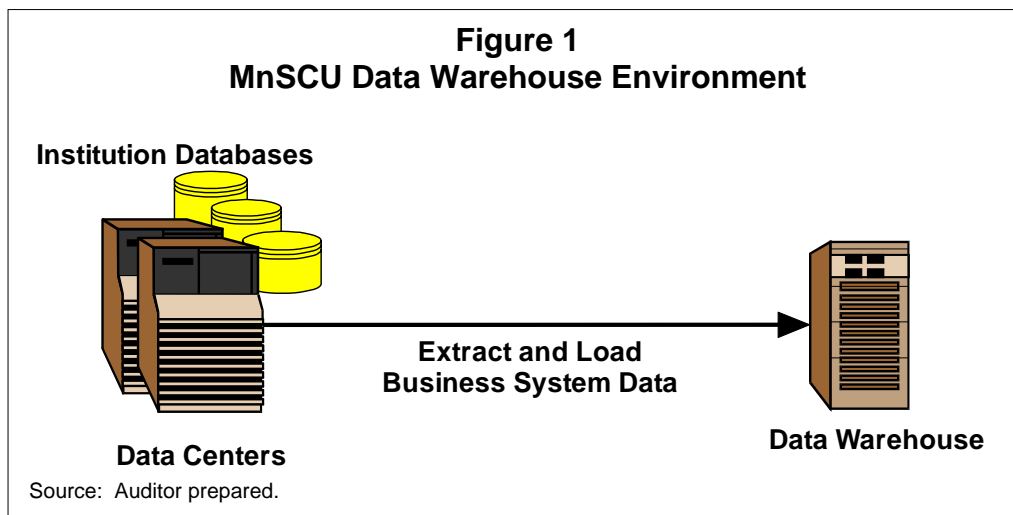 Figure 1
MnSCU Data Warehouse Environment
Institution Databases
Extract and Load
Business System Data
Data Centers
Data Warehouse
Source: Auditor prepared.